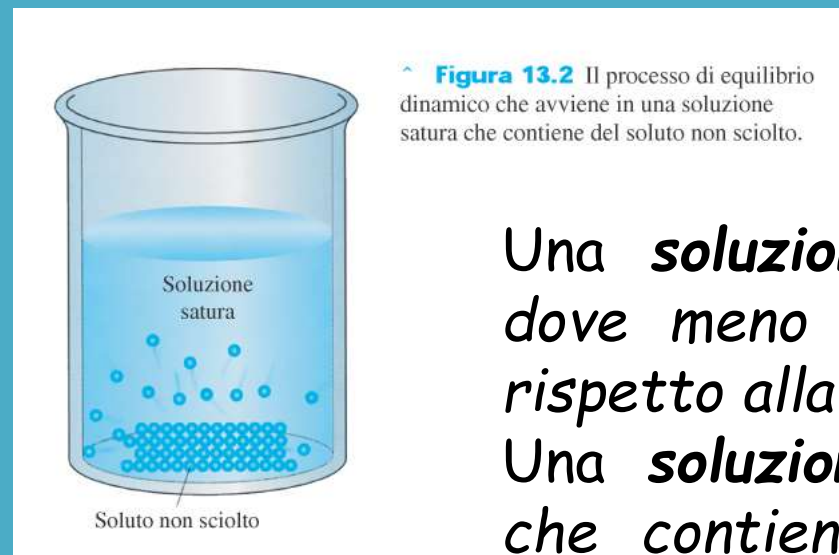 ^ Figura 13.2 Il processo di equilibrio
dinamico che avviene in una soluzione
satura che contiene del soluto non sciolto.
Soluzione
satura
Soluto non sciolto
Una
dove meno
rispetto alla
Una
che